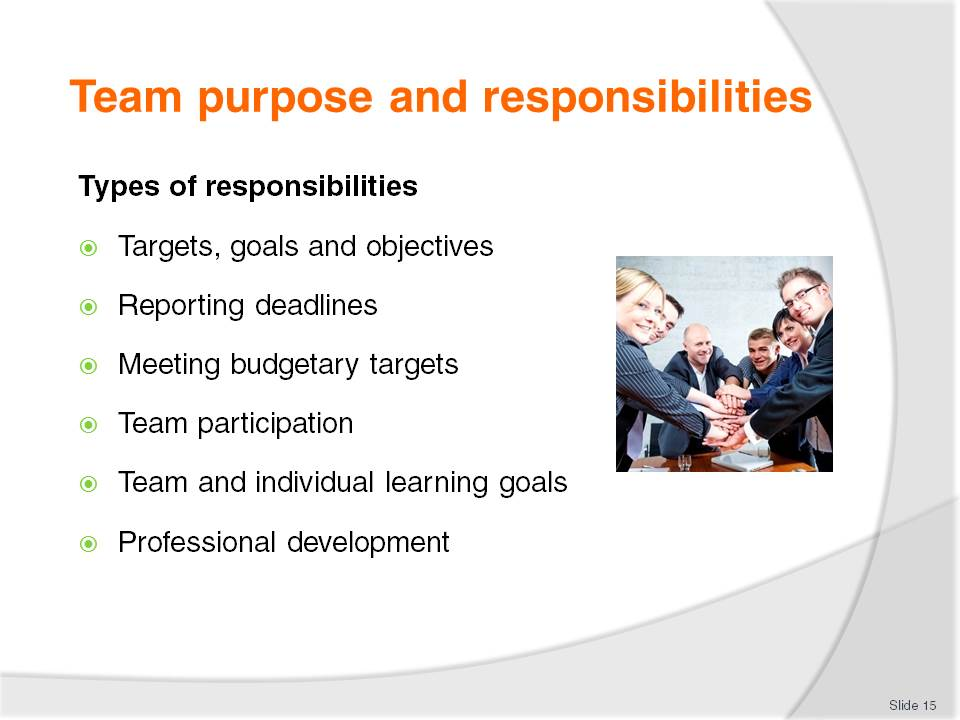 Team purpose and responsibilities
Types of responsibilities
Targets, goals and objectives
Reporting deadlines
Meeting budgetary targets
Team participation
Team and individual learning goals
Professional development
Slide 15